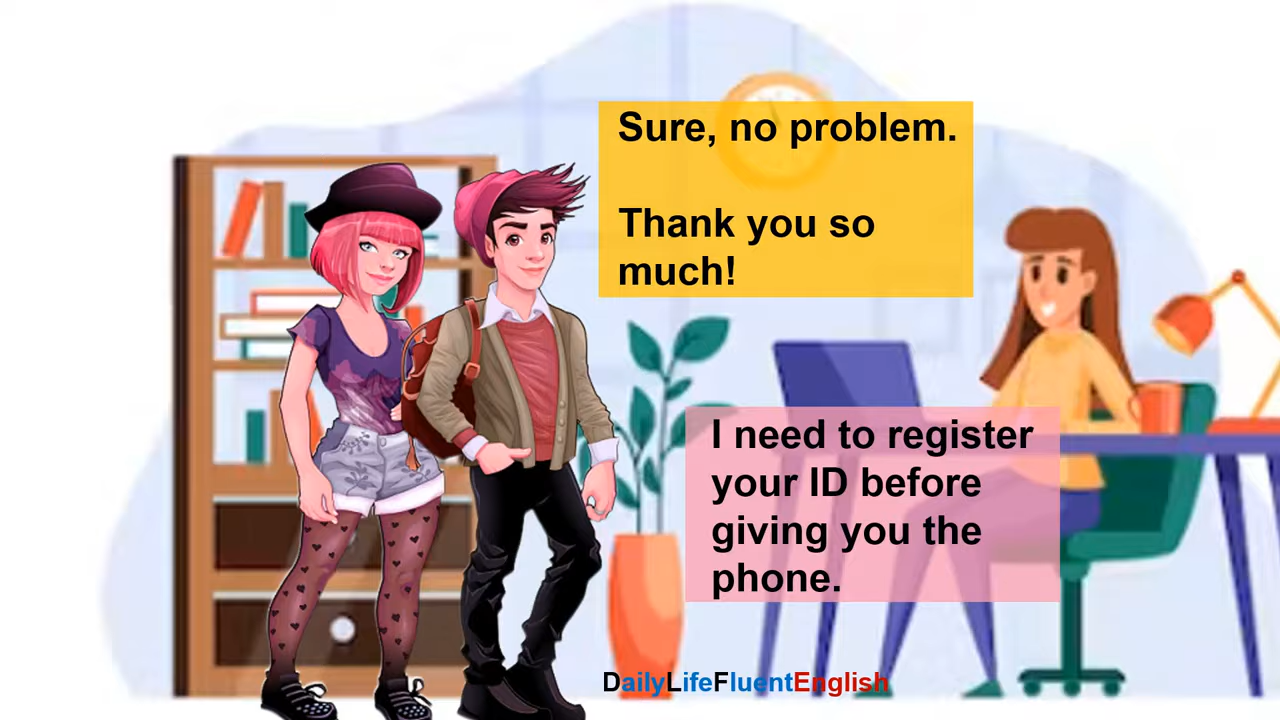 Sure, no problem.
Thank you so
much!
I need to register
your ID before
giving you the
phone.
DailyLifeFluentEnglish